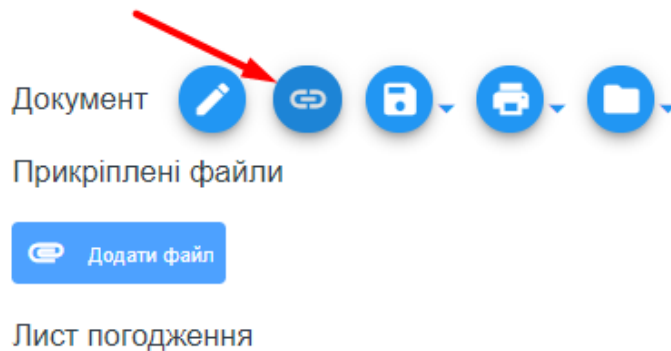 Документ
Прикріплені файли
Додати файл
Лист погодження